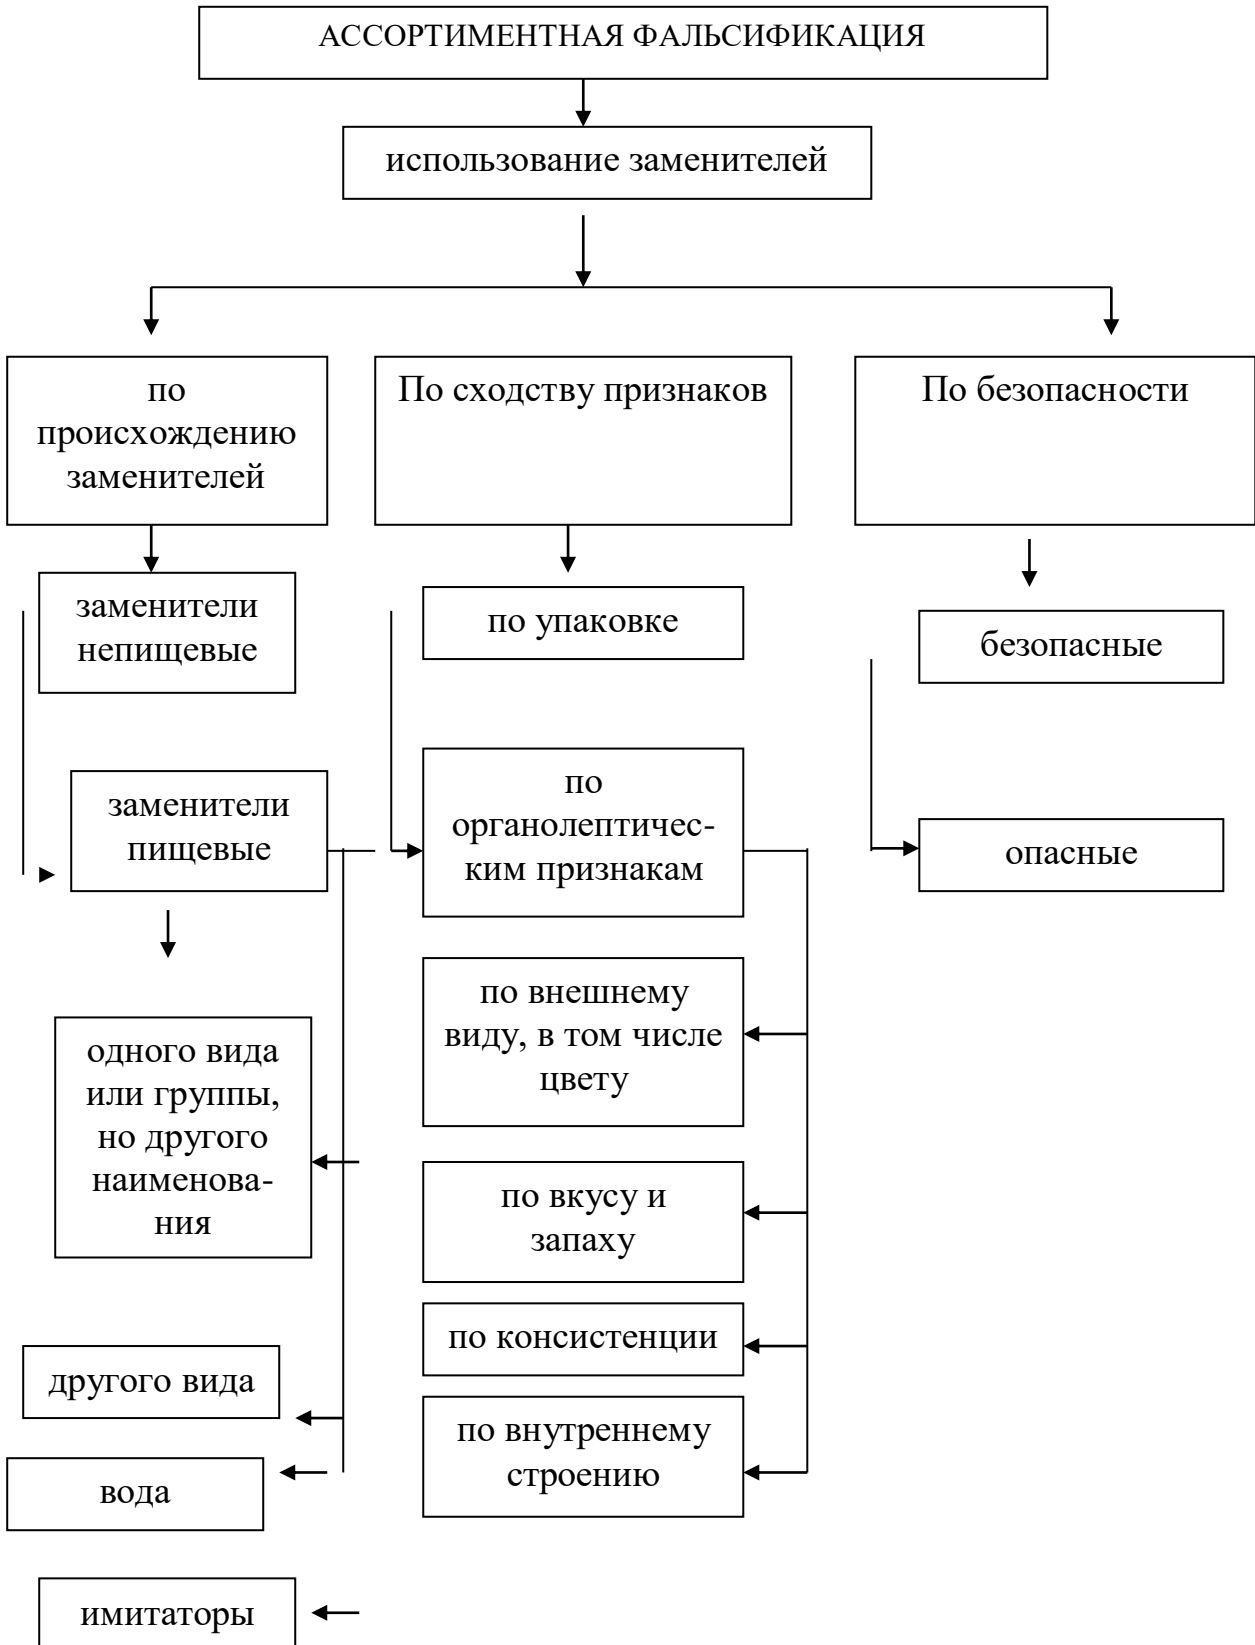 АССОРТИМЕНТНАЯ ФАЛЬСИФИКАЦИЯ
использование заменителей
по
происхождению
заменителей
По сходству признаков
По безопасности
заменители
непищевые
по упаковке
безопасные
заменители
пищевые
по
органолептичес-
ким признакам
опасные
одного вида
или группы,
но другого
наименова-
ния
по внешнему
виду, в том числе
цвету
по вкусу и
запаху
по консистенции
другого вида
по внутреннему
строению
вода
имитаторы